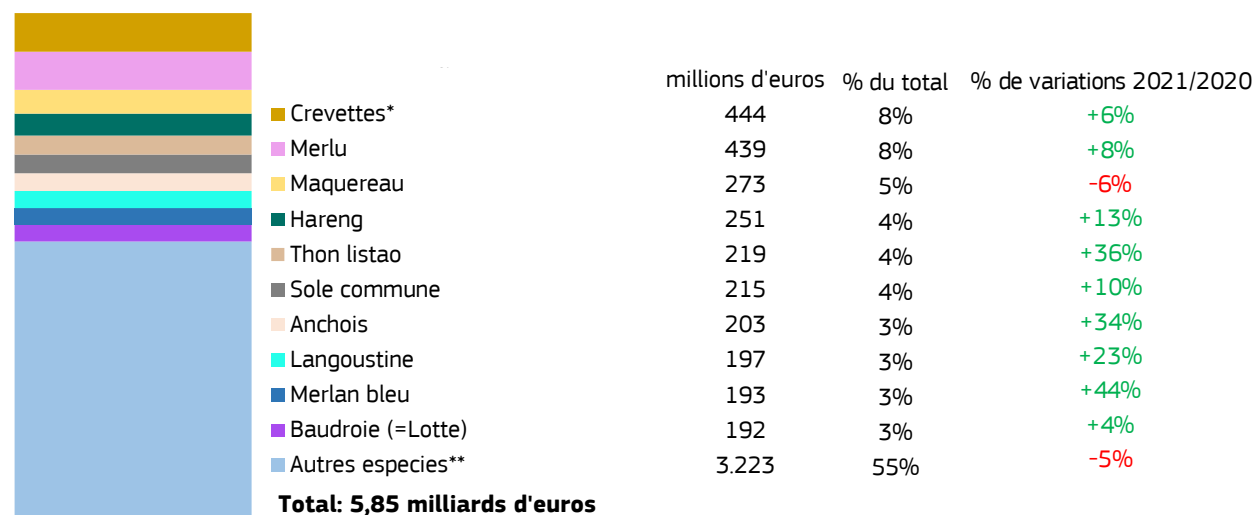 millions d'euros % du total % de variations 2021/2020
Crevettes* 444 8% +6%
Merlu 439 8% +8%
Maquereau 273 5% -6%
Hareng 251 4% +13%
Thon listao 219 4% +36%
Sole commune 215 4% +10%
Anchois 203 3% +34%
Langoustine 197 3% +23%
Merlan bleu 193 3% +44%
Baudroie (=Lotte) 192 3% +4%
Autres especies** 3.223 55% -5%
Total: 5,85 milliards d'euros